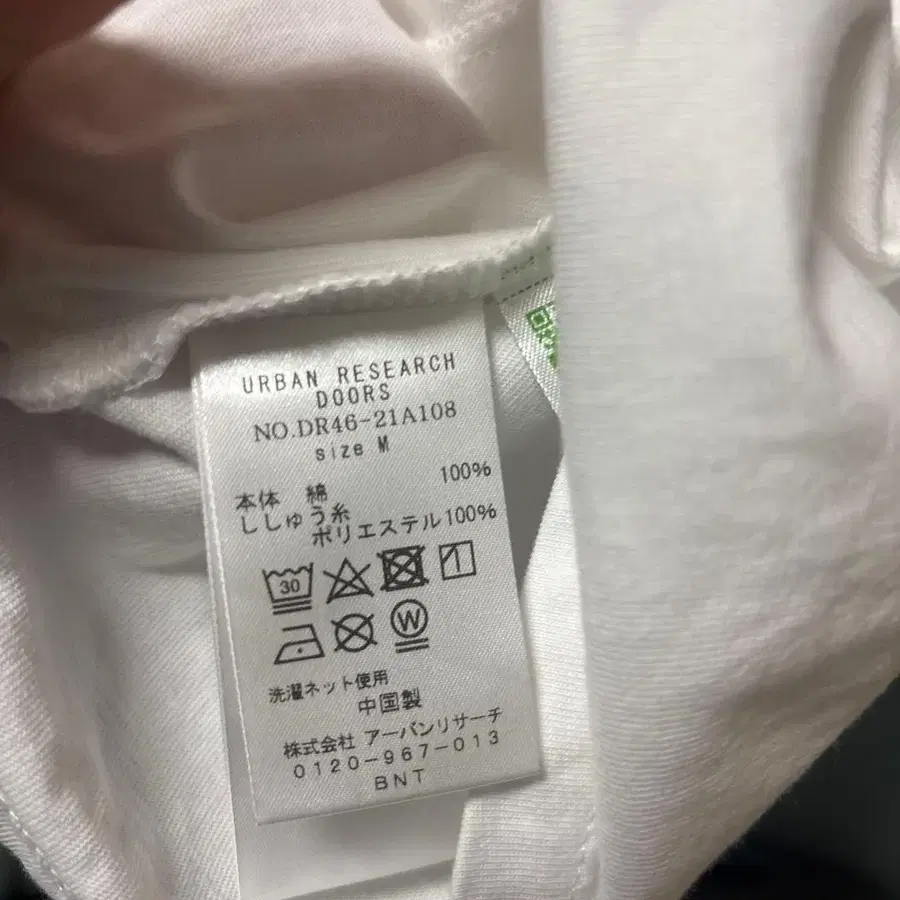 URBAN RESEARCH
DOORS
NO.DR46-21A108
size M
本体 綿 100%
ししゅう糸
ポリエステル100%
30
W
洗濯ネット使用
中国製
株式会社 アーバンリサーチ
0120-967-013
BNT